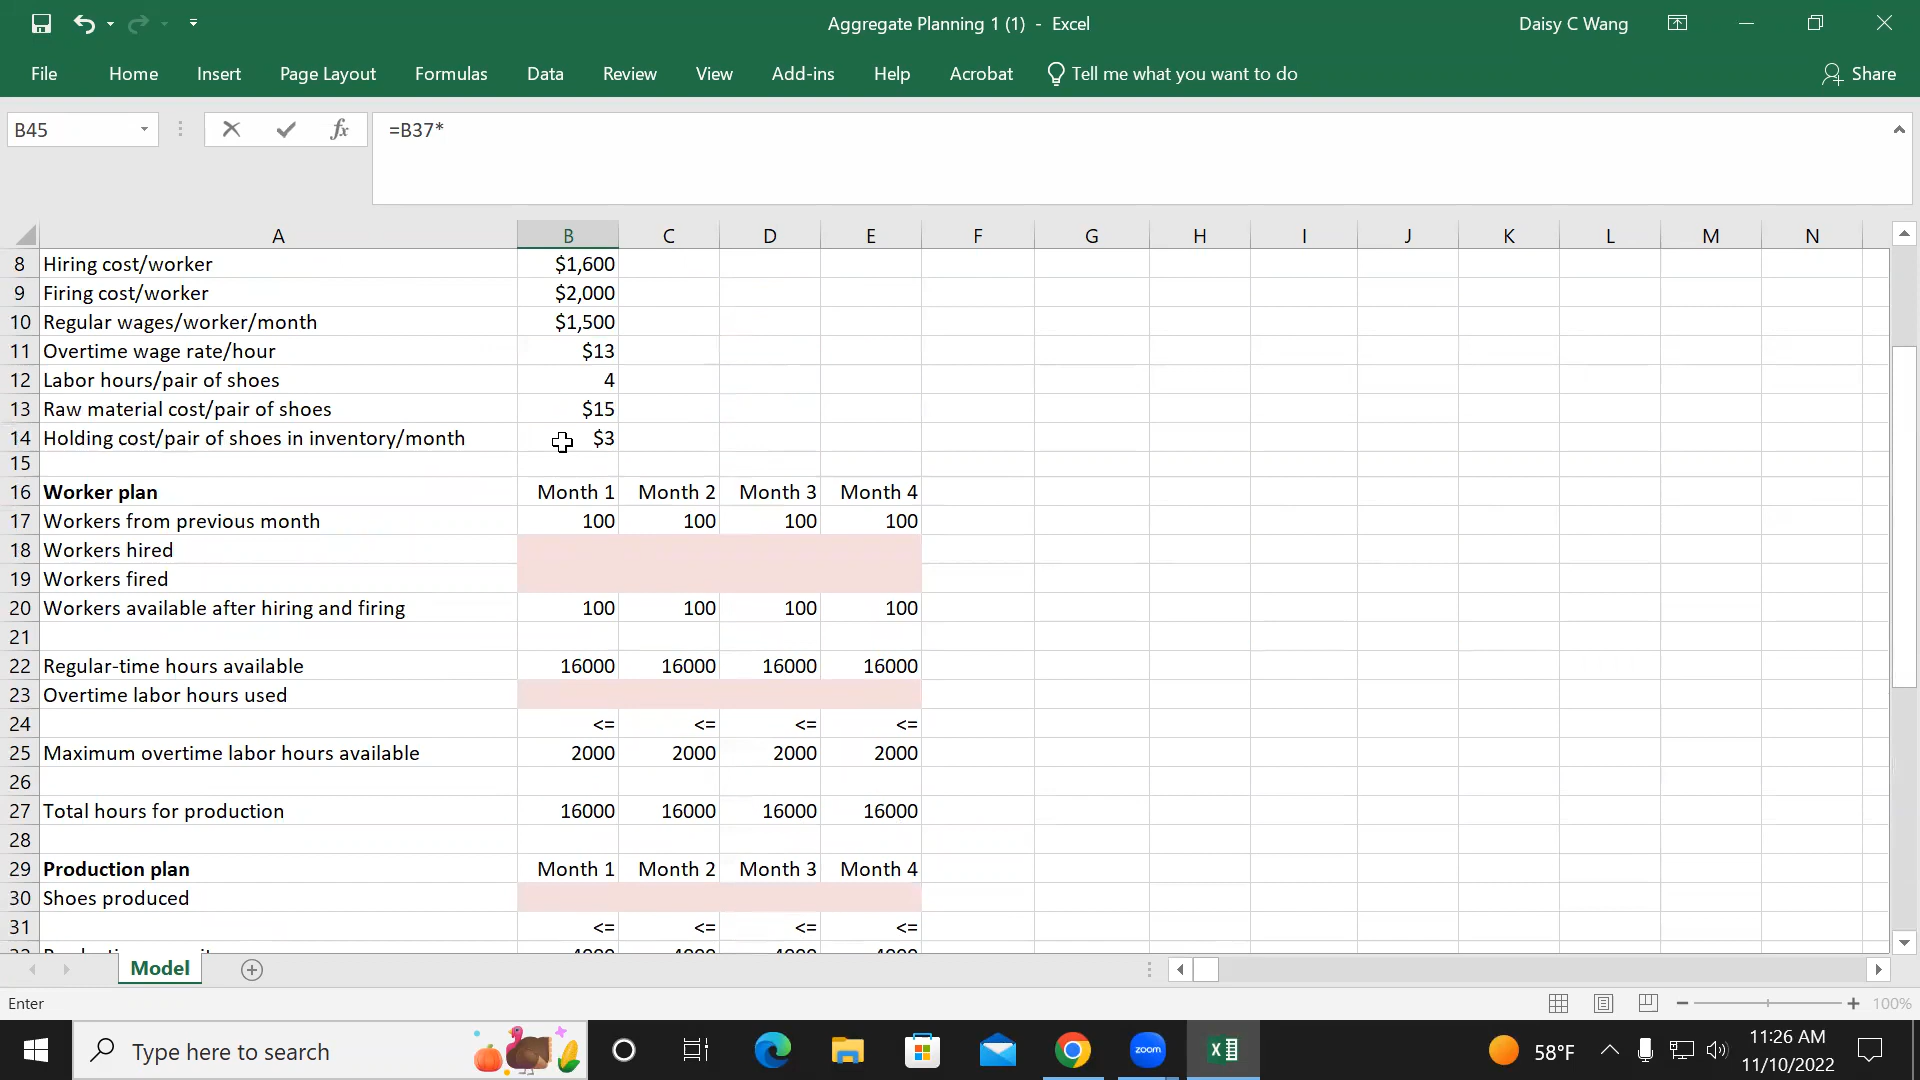 Aggregate Planning 1 (1) - Excel
Daisy C Wang
File Home Insert Page Layout Formulas Data Review View Add-ins Help Acrobat Tell me what you want to do Share
B45 fx =B37*
A B C D E F G H I J K L M N
8 Hiring cost/worker $1,600
9 Firing cost/worker $2,000
10 Regular wages/worker/month $1,500
11 Overtime wage rate/hour $13
12 Labor hours/pair of shoes 4
13 Raw material cost/pair of shoes $15
14 Holding cost/pair of shoes in inventory/month $3
15
16 Worker plan Month 1 Month 2 Month 3 Month 4
17 Workers from previous month 100 100 100 100
18 Workers hired
19 Workers fired
20 Workers available after hiring and firing 100 100 100 100
21
22 Regular-time hours available 16000 16000 16000 16000
23 Overtime labor hours used
24 <= <= <= <=
25 Maximum overtime labor hours available 2000 2000 2000 2000
26
27 Total hours for production 16000 16000 16000 16000
28
29 Production plan Month 1 Month 2 Month 3 Month 4
30 Shoes produced
31 <= <= <= <=
Model
Enter
100%
Type here to search
zoom
58°F
11:26 AM
11/10/2022